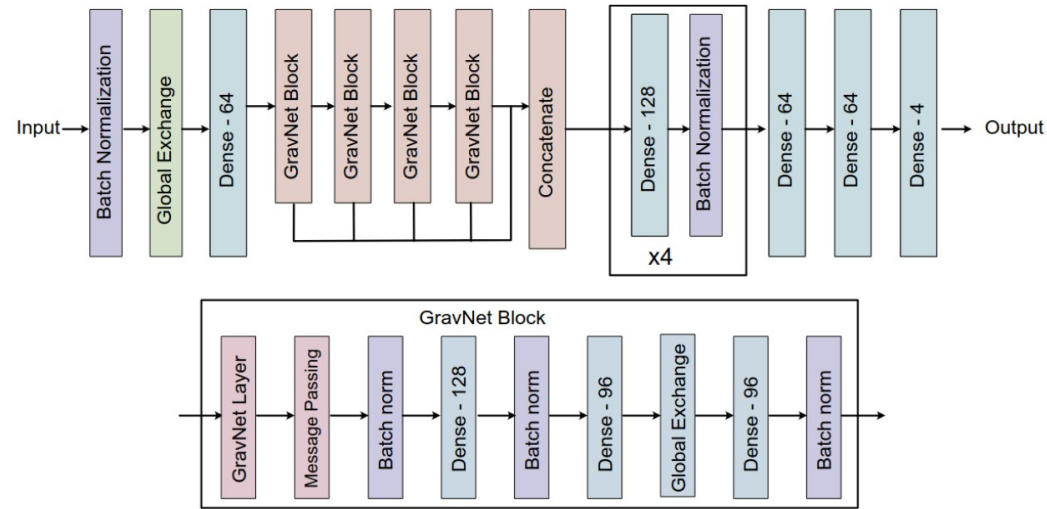 Input
Batch Normalization
Global Exchange
Dense - 64
GravNet Block
GravNet Block
GravNet Block
GravNet Block
Concatenate
Dense - 128
Batch Normalization
x4
Dense - 64
Dense - 64
Dense - 4
Output
GravNet Block
GravNet Layer
Message Passing
Batch norm
Dense - 128
Batch norm
Dense - 96
Global Exchange
Dense - 96
Batch norm